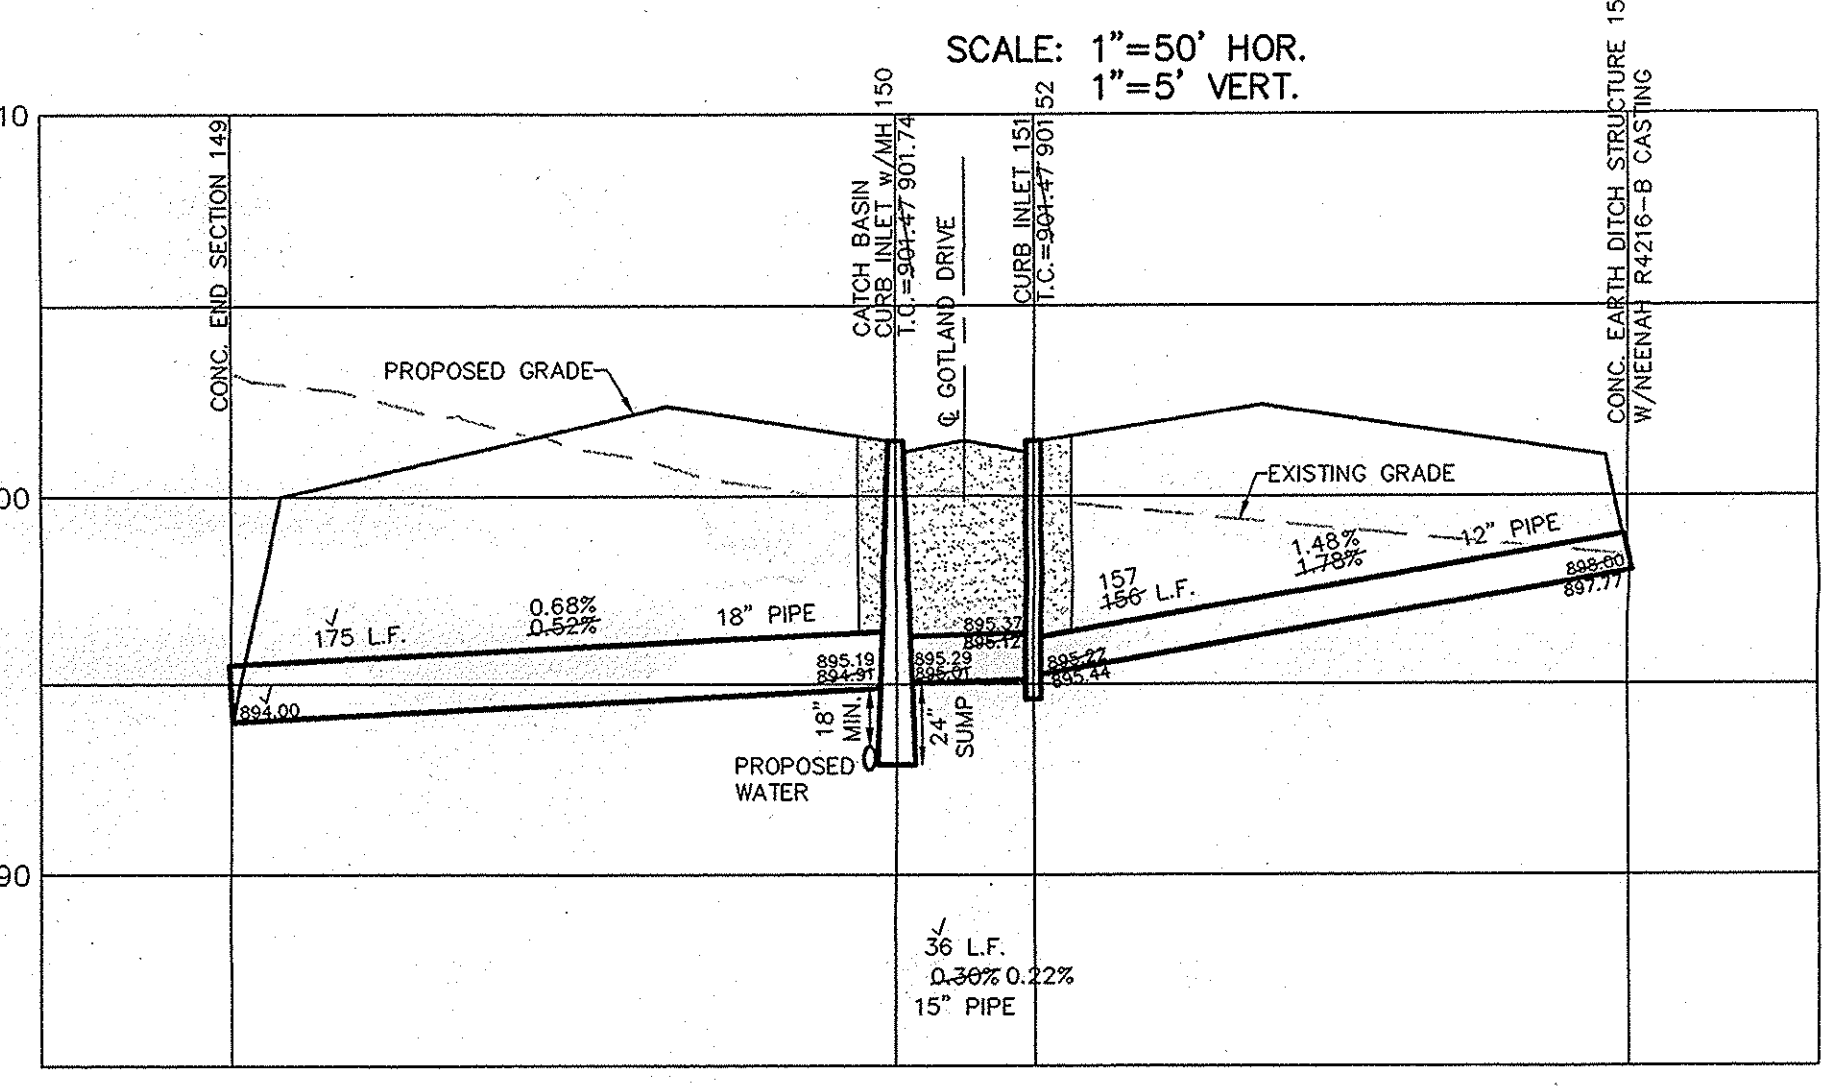 SCALE: 1"=50' HOR.
1"=5' VERT.
10
00
90
CONC. END SECTION 149
CATCH BASIN
CURB INLET w/MH 150
T.C.=901.47 901.74
℄ GOTLAND DRIVE
CURB INLET 151
T.C.=901.47 901.52
CONC. EARTH DITCH STRUCTURE 15
W/NEENAH R4216-B CASTING
PROPOSED GRADE
EXISTING GRADE
12" PIPE
1.48%
1.78%
157
156 L.F.
898.00
897.77
0.68%
0.52%
18" PIPE
√
175 L.F.
895.37
895.12
895.19
894.91
895.29
895.01
895.27
895.44
√
894.00
18"
MIN.
24"
SUMP
PROPOSED
WATER
√
36 L.F.
0.30% 0.22%
15" PIPE